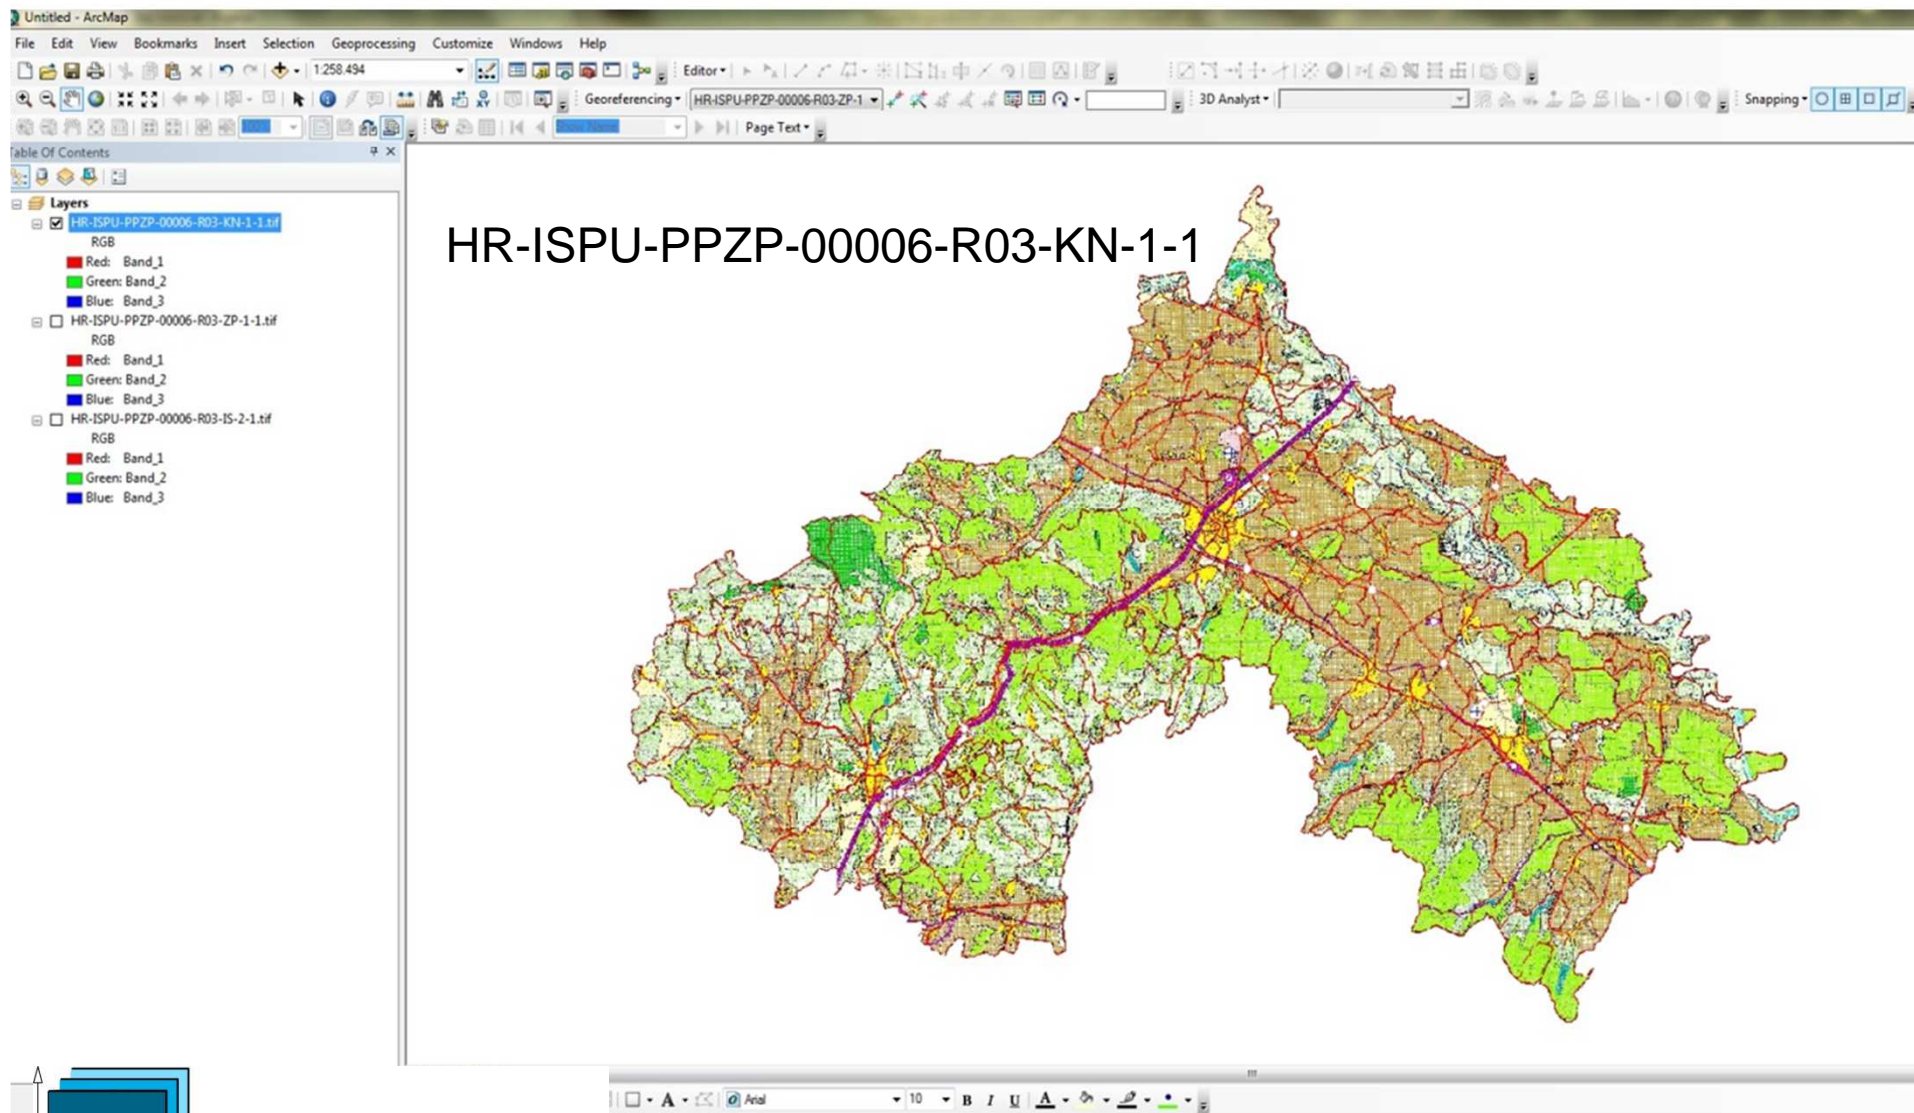 Untitled - ArcMap
File Edit View Bookmarks Insert Selection Geoprocessing Customize Windows Help
1:258.494 Editor
Georeferencing HR-ISPU-PPZP-00006-R03-ZP-1 3D Analyst Snapping
100% Show Name Page Text
Table Of Contents
Layers
HR-ISPU-PPZP-00006-R03-KN-1-1.tif
RGB
Red: Band_1
Green: Band_2
Blue: Band_3
HR-ISPU-PPZP-00006-R03-ZP-1-1.tif
RGB
Red: Band_1
Green: Band_2
Blue: Band_3
HR-ISPU-PPZP-00006-R03-IS-2-1.tif
RGB
Red: Band_1
Green: Band_2
Blue: Band_3
HR-ISPU-PPZP-00006-R03-KN-1-1
A Arial 10 B I U A